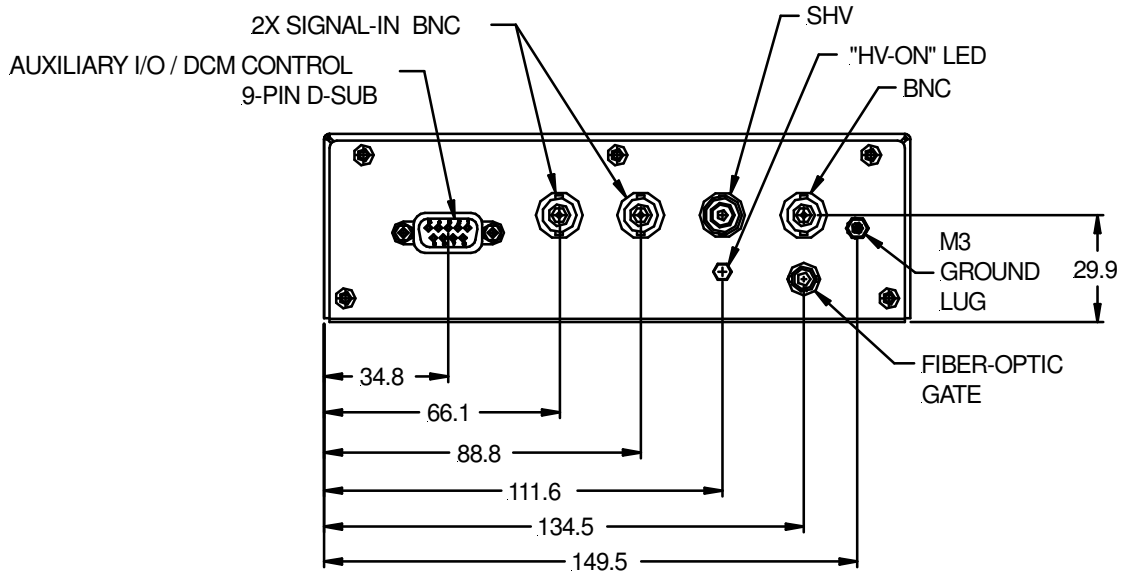 SHV
2X SIGNAL-IN BNC
"HV-ON" LED
AUXILIARY I/O / DCM CONTROL
9-PIN D-SUB
BNC
M3
GROUND
LUG
29.9
FIBER-OPTIC
GATE
34.8
66.1
88.8
111.6
134.5
149.5